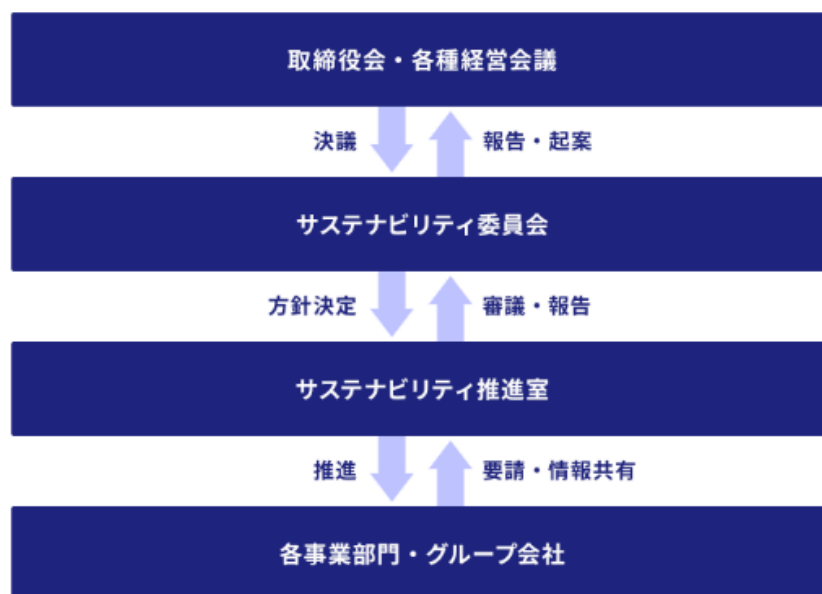 取締役会・各種経営会議
決議 報告・起案
サステナビリティ委員会
方針決定 審議・報告
サステナビリティ推進室
推進 要請・情報共有
各事業部門・グループ会社